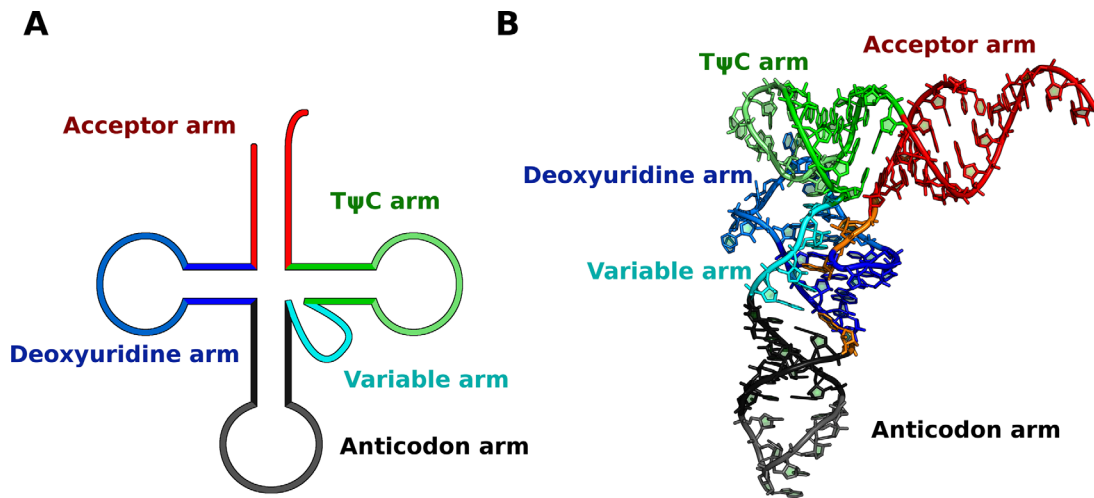 A
Acceptor arm
TψC arm
Deoxyuridine arm
Variable arm
Anticodon arm
B
Acceptor arm
TψC arm
Deoxyuridine arm
Variable arm
Anticodon arm